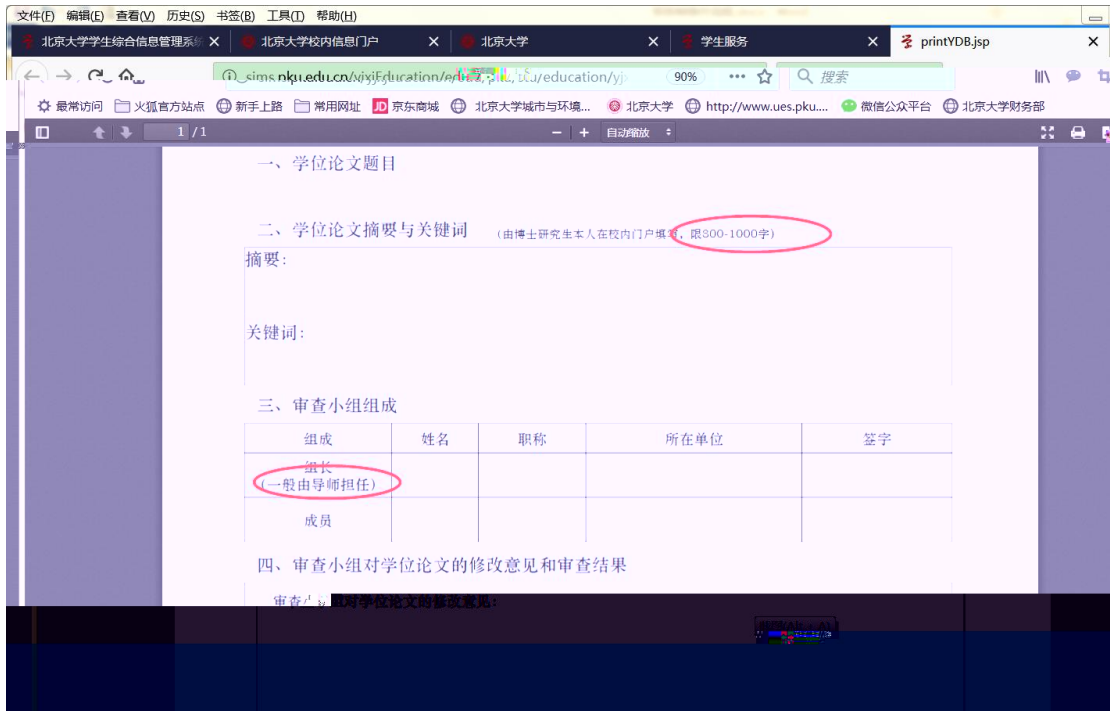 文件(F) 编辑(E) 查看(V) 历史(S) 书签(B) 工具(T) 帮助(H)
北京大学学生综合信息管理系统 北京大学校内信息门户 北京大学 学生服务 printYDB.jsp
sims.pku.edu.cn 90% 搜索
最常访问 火狐官方站点 新手上路 常用网址 京东商城 北京大学城市与环境... 北京大学 http://www.ues.pku.... 微信公众平台 北京大学财务部
1 / 1 自动缩放
一、学位论文题目
二、学位论文摘要与关键词 (由博士研究生本人在校内门户填写，限800-1000字)
摘要:
关键词:
三、审查小组组成
组成 姓名 职称 所在单位 签字
组长
(一般由导师担任)
成员
四、审查小组对学位论文的修改意见和审查结果
审查小组对学位论文的修改意见: